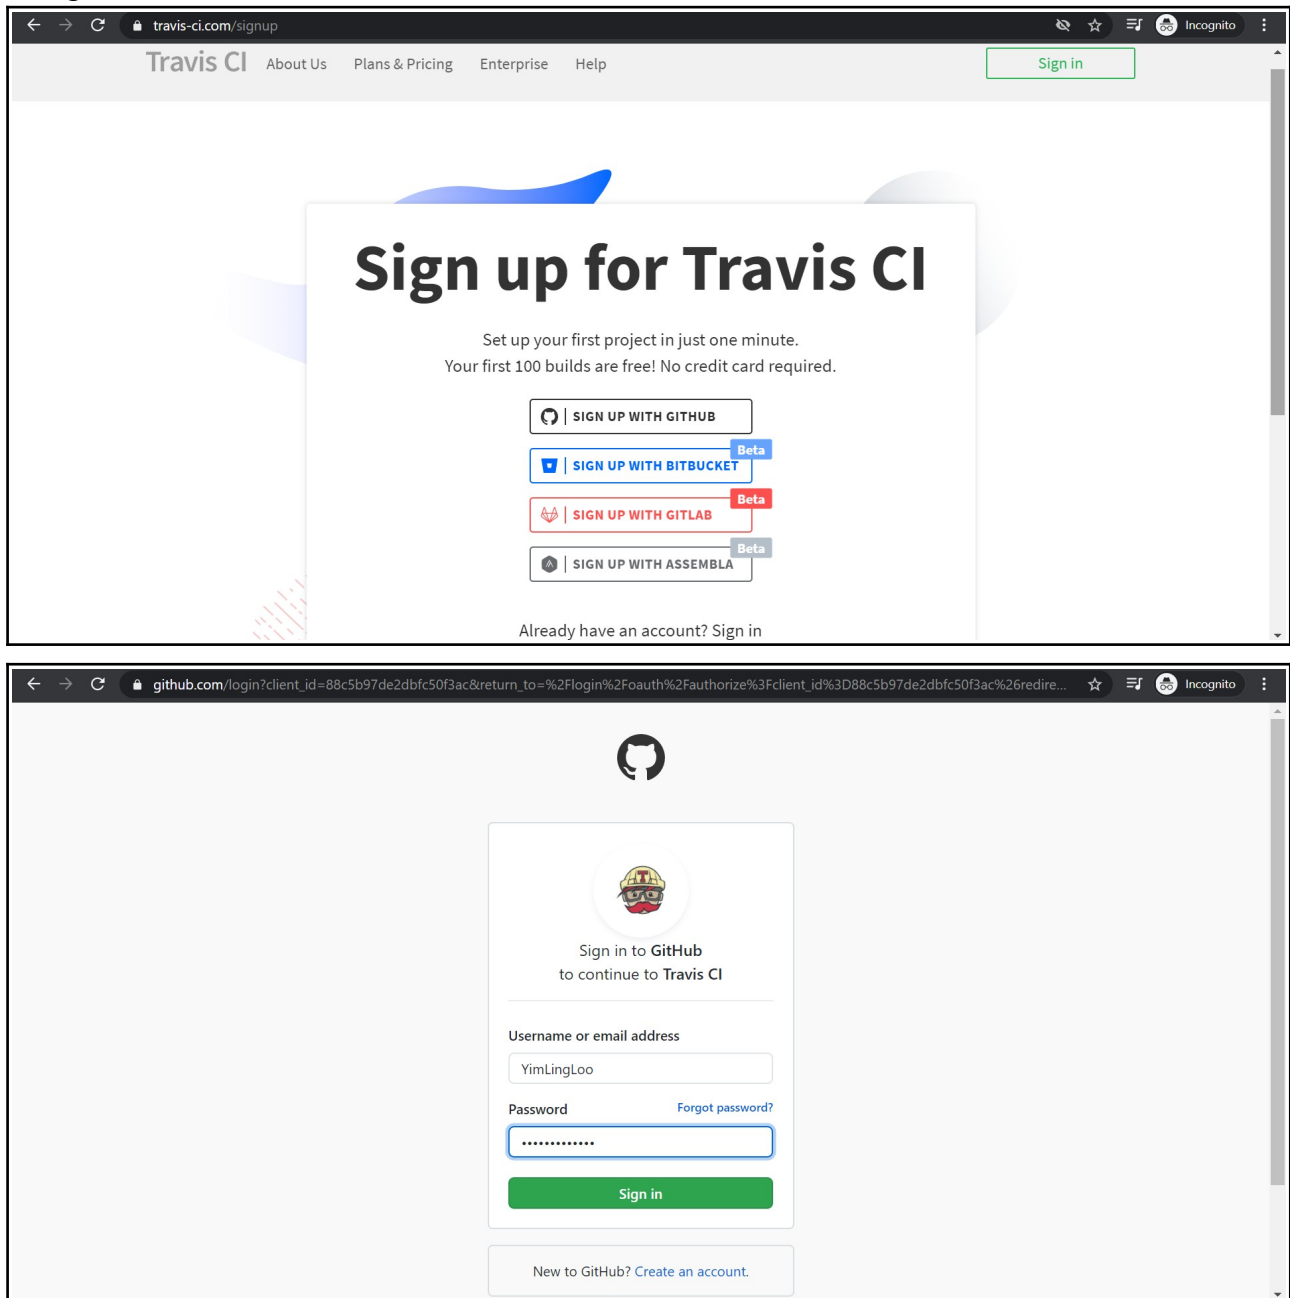 travis-ci.com/signup
Incognito
Travis CI About Us Plans & Pricing Enterprise Help Sign in
Sign up for Travis CI
Set up your first project in just one minute.
Your first 100 builds are free! No credit card required.
SIGN UP WITH GITHUB
Beta
SIGN UP WITH BITBUCKET
Beta
SIGN UP WITH GITLAB
Beta
SIGN UP WITH ASSEMBLA
Already have an account? Sign in
github.com/login?client_id=88c5b97de2dbfc50f3ac&return_to=%2Flogin%2Foauth%2Fauthorize%3Fclient_id%3D88c5b97de2dbfc50f3ac%26redire...
Incognito
T
Sign in to GitHub
to continue to Travis CI
Username or email address
YimLingLoo
Password Forgot password?
•••••••••••••
Sign in
New to GitHub? Create an account.